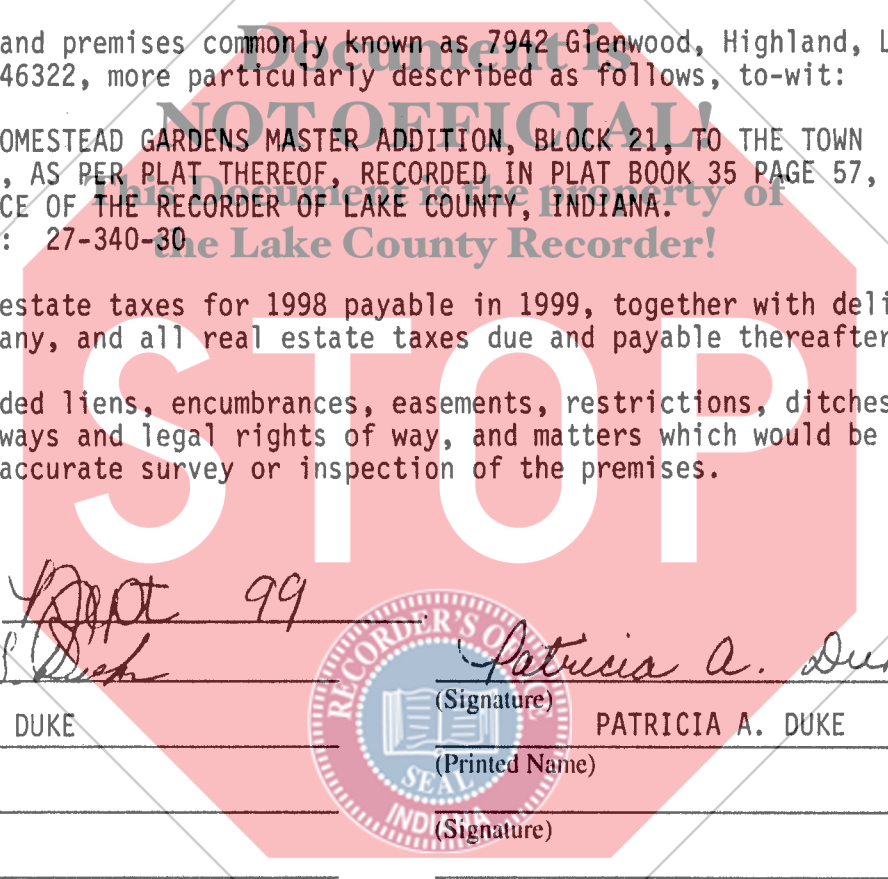 Document is
and premises commonly known as 7942 Glenwood, Highland, L
46322, more particularly described as follows, to-wit:
NOT OFFICIAL!
OMESTEAD GARDENS MASTER ADDITION, BLOCK 21, TO THE TOWN
, AS PER PLAT THEREOF, RECORDED IN PLAT BOOK 35 PAGE 57,
This Document is the property of
CE OF THE RECORDER OF LAKE COUNTY, INDIANA.
: 27-340-30
the Lake County Recorder!
estate taxes for 1998 payable in 1999, together with deli
any, and all real estate taxes due and payable thereafter
STOP
ded liens, encumbrances, easements, restrictions, ditches
ways and legal rights of way, and matters which would be
accurate survey or inspection of the premises.
Sept 99
Patricia A. Du
(Signature)
DUKE
PATRICIA A. DUKE
(Printed Name)
(Signature)
RECORDER'S OFFICE
SEAL
INDIANA